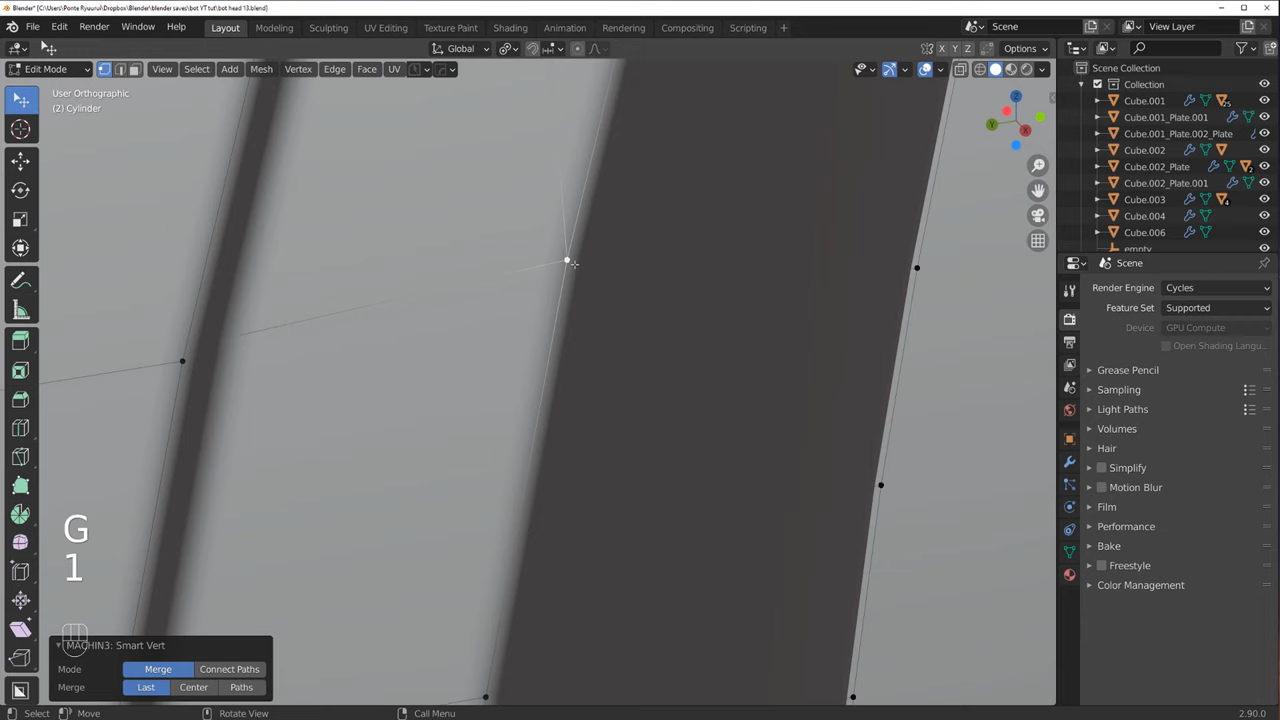 Blender* [C:\Users\Ponte Ryuurui\Dropbox\blender saves\bot YT tut\bot head 13.blend]
File Edit Render Window Help Layout Modeling Sculpting UV Editing Texture Paint Shading Animation Rendering Compositing Scripting + Scene View Layer
Global X Y Z Options
Edit Mode View Select Add Mesh Vertex Edge Face UV
User Orthographic
(2) Cylinder
Z
Y
X
G
1
MACHIN3: Smart Vert
Mode Merge Connect Paths
Merge Last Center Paths
Scene Collection
Collection
Cube.001 25
Cube.001_Plate.001
Cube.001_Plate.002_Plate
Cube.002
Cube.002_Plate 2
Cube.002_Plate.001
Cube.003 4
Cube.004
Cube.006
empty
Scene
Render Engine Cycles
Feature Set Supported
Device GPU Compute
Open Shading Langu...
Grease Pencil
Sampling
Light Paths
Volumes
Hair
Simplify
Motion Blur
Film
Performance
Bake
Freestyle
Color Management
Select Move Rotate View Call Menu 2.90.0